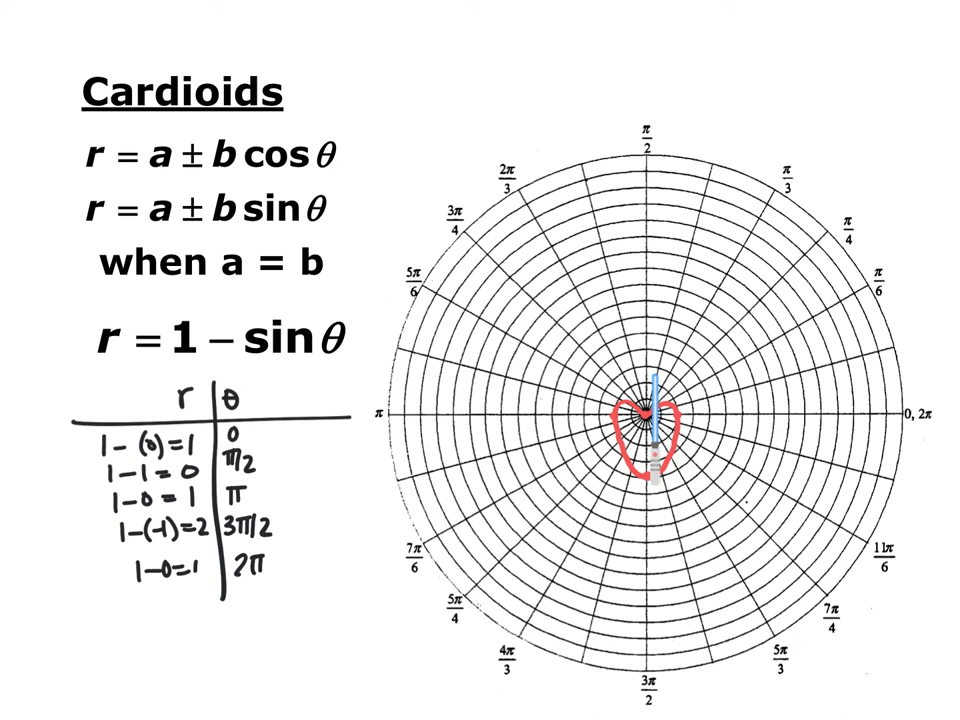 Cardioids
r = a ± b cos θ
r = a ± b sin θ
when a = b
r = 1 − sin θ
r θ
1 − (0) = 1 0
1 − 1 = 0 π/2
1 − 0 = 1 π
1 − (−1) = 2 3π/2
1 − 0 = 1 2π
π/2
2π/3 π/3
3π/4 π/4
5π/6 π/6
π 0, 2π
7π/6 11π/6
5π/4 7π/4
4π/3 5π/3
3π/2